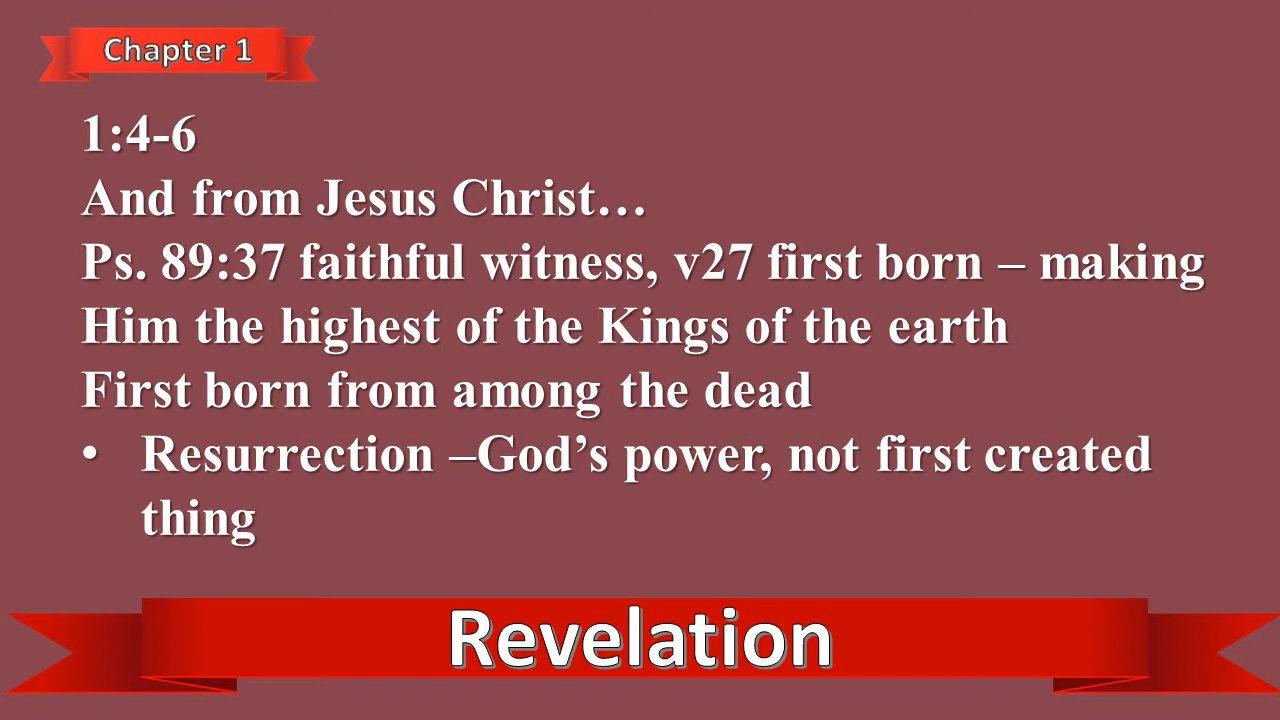 Chapter 1
1:4-6
And from Jesus Christ…
Ps. 89:37 faithful witness, v27 first born – making
Him the highest of the Kings of the earth
First born from among the dead
• Resurrection –God’s power, not first created
thing
Revelation